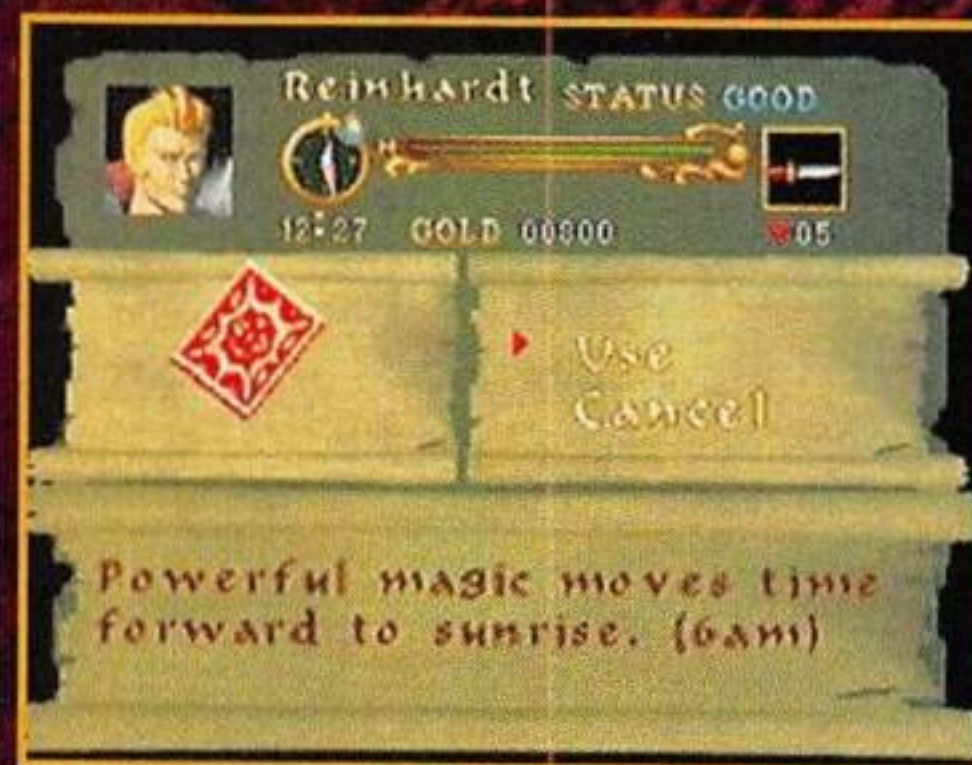 Reinhardt STATUS GOOD
12:27 GOLD 00800
05
Use
Cancel
Powerful magic moves time
forward to sunrise. (6am)